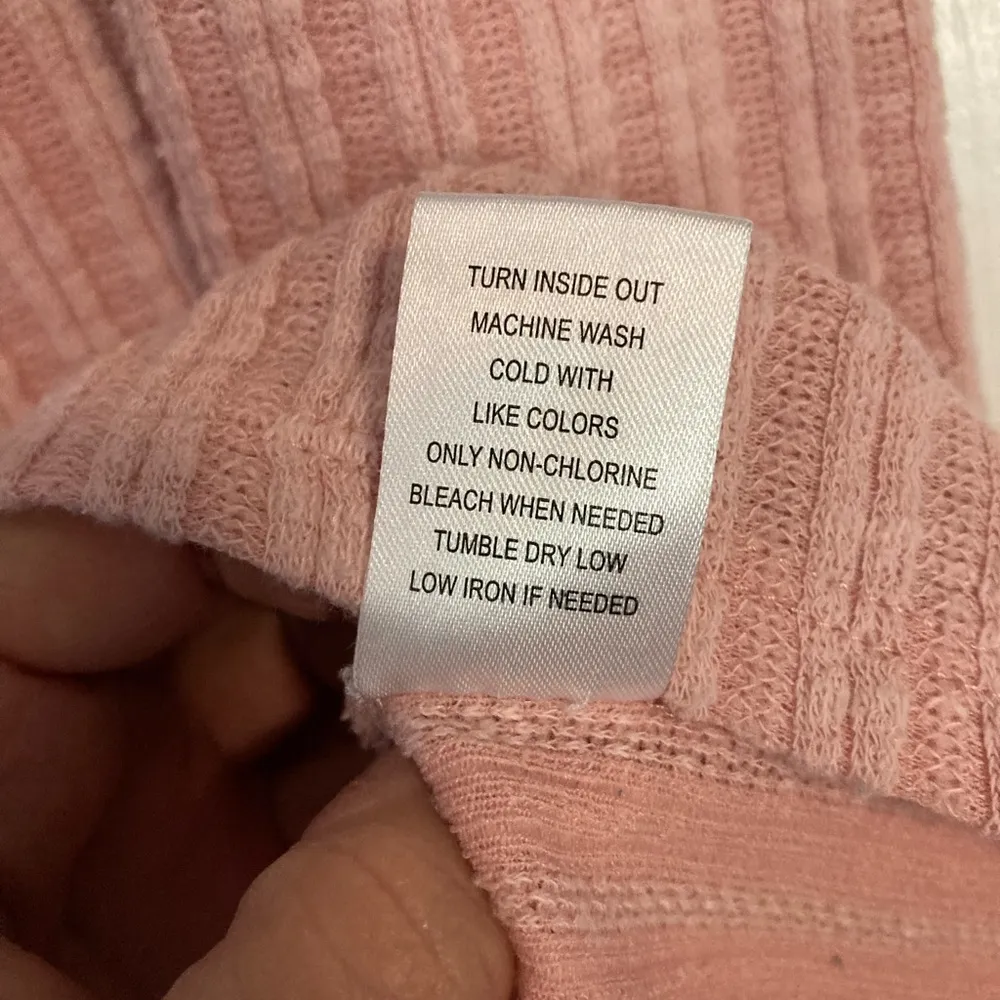 TURN INSIDE OUT
MACHINE WASH
COLD WITH
LIKE COLORS
ONLY NON-CHLORINE
BLEACH WHEN NEEDED
TUMBLE DRY LOW
LOW IRON IF NEEDED